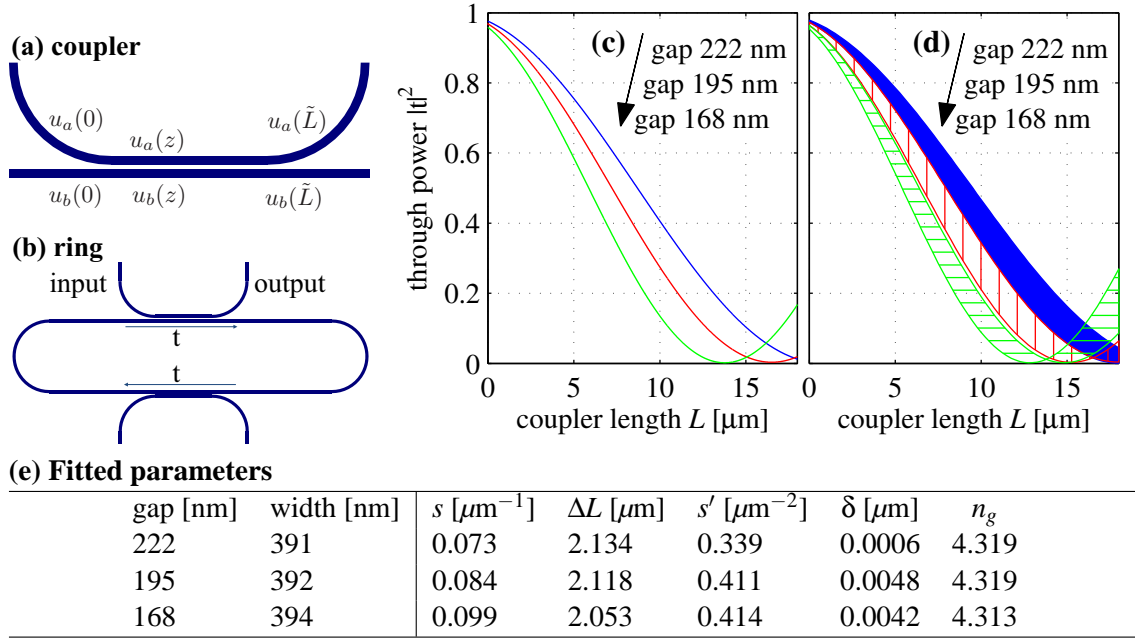 (a) coupler
u_a(0)
u_a(z)
u_a(L̃)
u_b(0)
u_b(z)
u_b(L̃)
(b) ring
input
output
t
t
through power |t|²
1
0.8
0.6
0.4
0.2
0
0
5
10
15
coupler length L [μm]
(c)
gap 222 nm
gap 195 nm
gap 168 nm
0
5
10
15
coupler length L [μm]
(d)
gap 222 nm
gap 195 nm
gap 168 nm
(e) Fitted parameters
gap [nm] width [nm] s [μm⁻¹] ΔL [μm] s′ [μm⁻²] δ [μm] n_g
222 391 0.073 2.134 0.339 0.0006 4.319
195 392 0.084 2.118 0.411 0.0048 4.319
168 394 0.099 2.053 0.414 0.0042 4.313